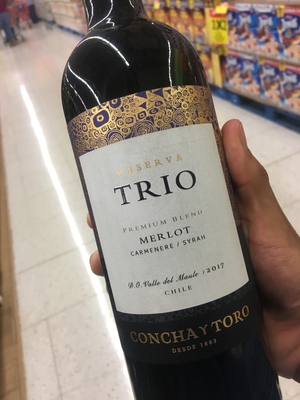 RESERVA
TRIO
PREMIUM BLEND
MERLOT
CARMENERE / SYRAH
D.O. Valle del Maule / 2017
CHILE
CONCHA Y TORO
DESDE 1883